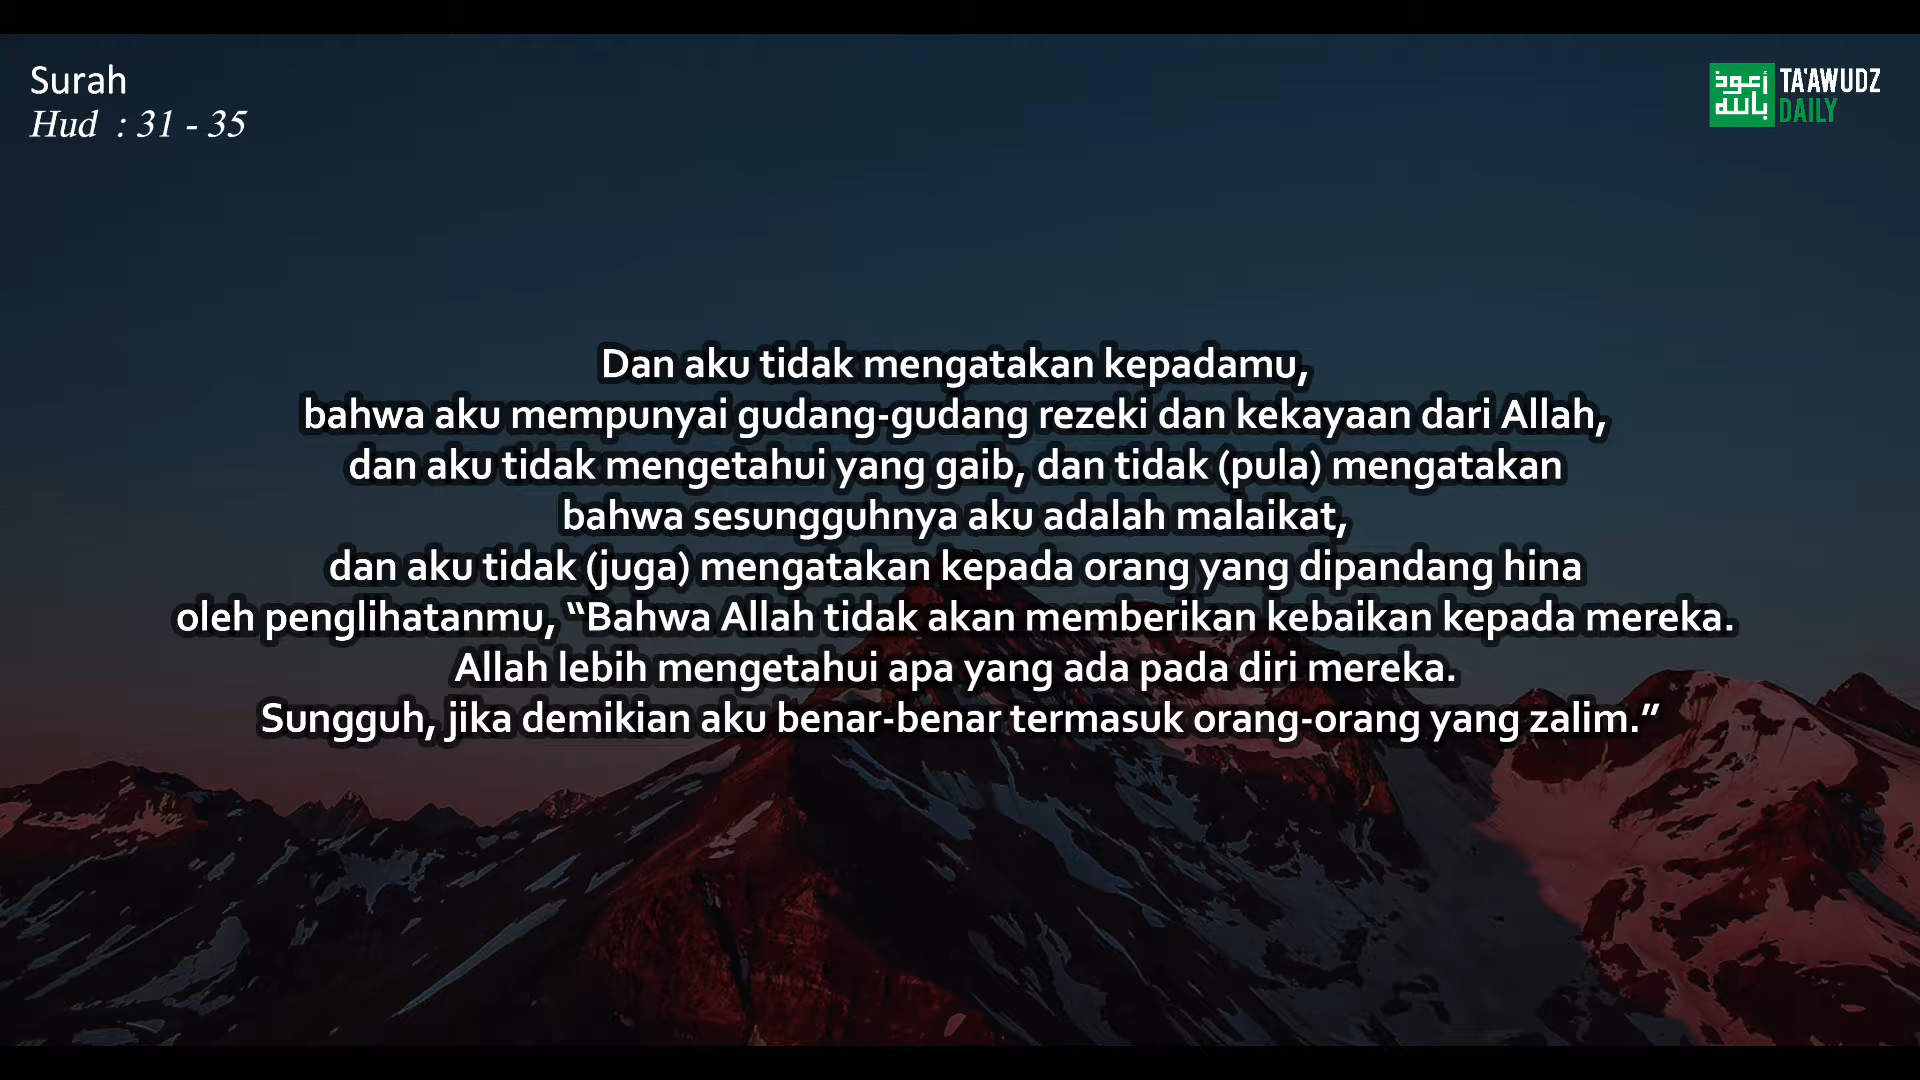 Surah
Hud : 31 - 35
أعوذ
بالله
TA'AWUDZ
DAILY
Dan aku tidak mengatakan kepadamu,
bahwa aku mempunyai gudang-gudang rezeki dan kekayaan dari Allah,
dan aku tidak mengetahui yang gaib, dan tidak (pula) mengatakan
bahwa sesungguhnya aku adalah malaikat,
dan aku tidak (juga) mengatakan kepada orang yang dipandang hina
oleh penglihatanmu, “Bahwa Allah tidak akan memberikan kebaikan kepada mereka.
Allah lebih mengetahui apa yang ada pada diri mereka.
Sungguh, jika demikian aku benar-benar termasuk orang-orang yang zalim.”